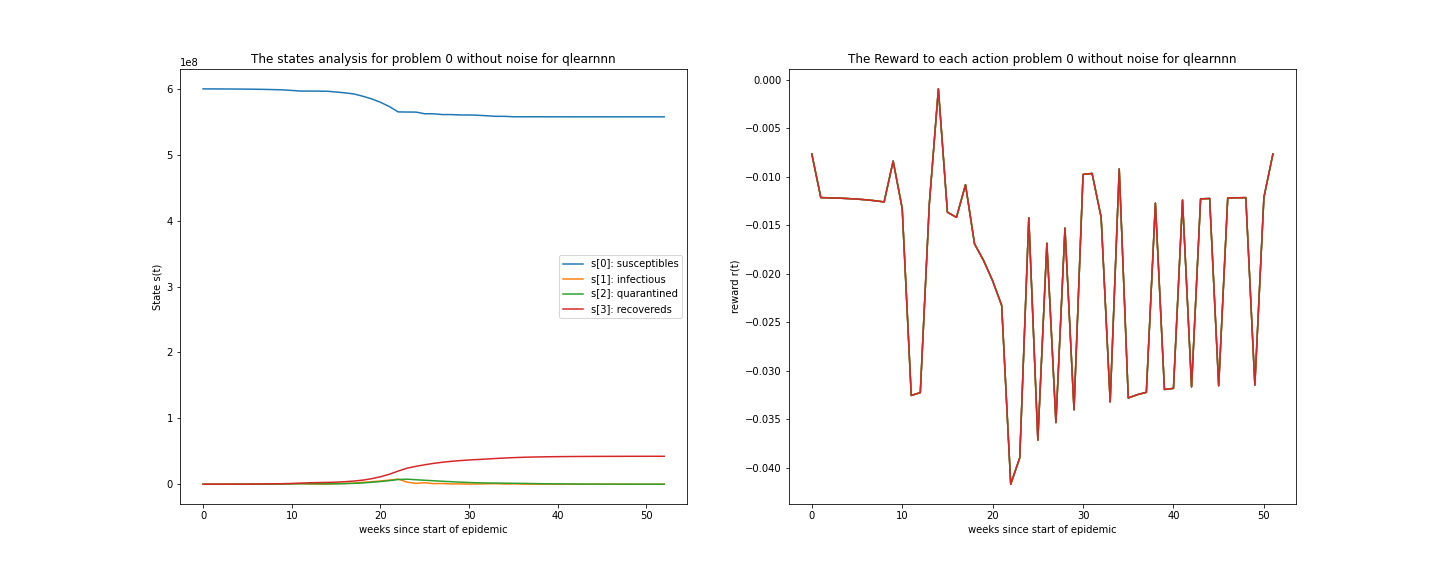 The states analysis for problem 0 without noise for qlearnnn
1e8
6
5
4
3
2
1
0
State s(t)
s[0]: susceptibles
s[1]: infectious
s[2]: quarantined
s[3]: recovereds
0 10 20 30 40 50
weeks since start of epidemic
The Reward to each action problem 0 without noise for qlearnnn
0.000
−0.005
−0.010
−0.015
−0.020
−0.025
−0.030
−0.035
−0.040
reward r(t)
0 10 20 30 40 50
weeks since start of epidemic